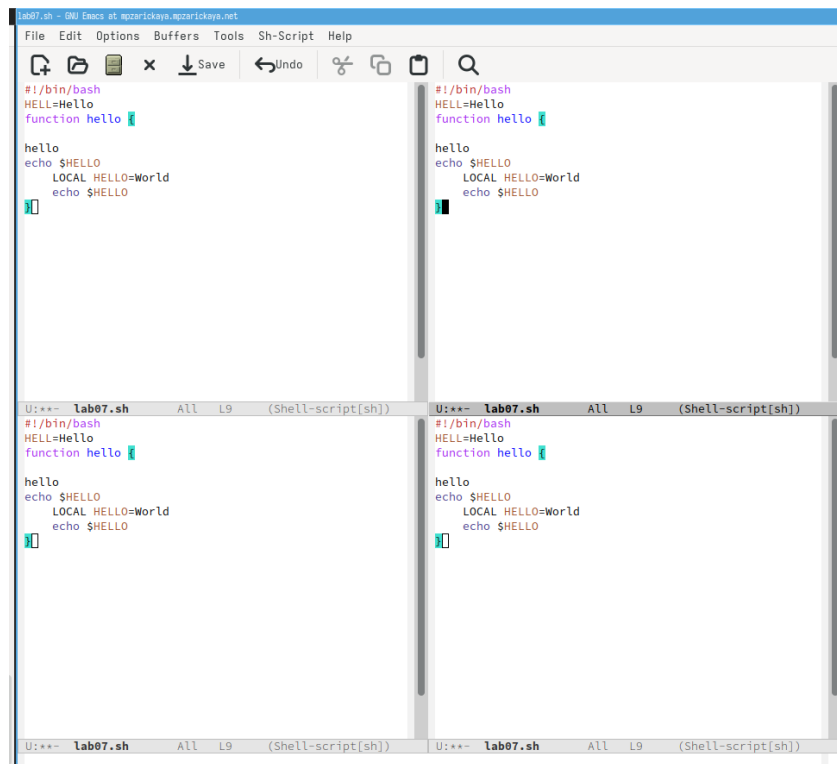 lab07.sh - GNU Emacs at mpzarickaya.mpzarickaya.net
File Edit Options Buffers Tools Sh-Script Help
Save Undo
#!/bin/bash
HELL=Hello
function hello {
hello
echo $HELLO
LOCAL HELLO=World
echo $HELLO
}
U:**- lab07.sh All L9 (Shell-script[sh])
#!/bin/bash
HELL=Hello
function hello {
hello
echo $HELLO
LOCAL HELLO=World
echo $HELLO
}
U:**- lab07.sh All L9 (Shell-script[sh])
#!/bin/bash
HELL=Hello
function hello {
hello
echo $HELLO
LOCAL HELLO=World
echo $HELLO
}
U:**- lab07.sh All L9 (Shell-script[sh])
#!/bin/bash
HELL=Hello
function hello {
hello
echo $HELLO
LOCAL HELLO=World
echo $HELLO
}
U:**- lab07.sh All L9 (Shell-script[sh])